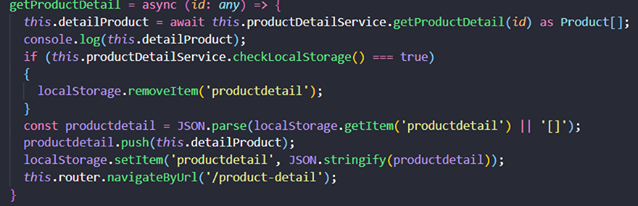 getProductDetail = async (id: any) => {
this.detailProduct = await this.productDetailService.getProductDetail(id) as Product[];
console.log(this.detailProduct);
if (this.productDetailService.checkLocalStorage() === true)
{
localStorage.removeItem('productdetail');
}
const productdetail = JSON.parse(localStorage.getItem('productdetail') || '[]');
productdetail.push(this.detailProduct);
localStorage.setItem('productdetail', JSON.stringify(productdetail));
this.router.navigateByUrl('/product-detail');
}